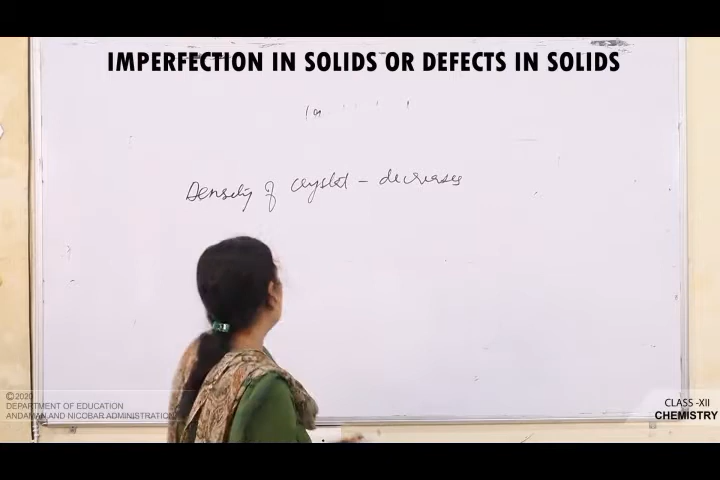 IMPERFECTION IN SOLIDS OR DEFECTS IN SOLIDS
Density of crystal - decreases
©2020
DEPARTMENT OF EDUCATION
ANDAMAN AND NICOBAR ADMINISTRATION
CLASS -XII
CHEMISTRY